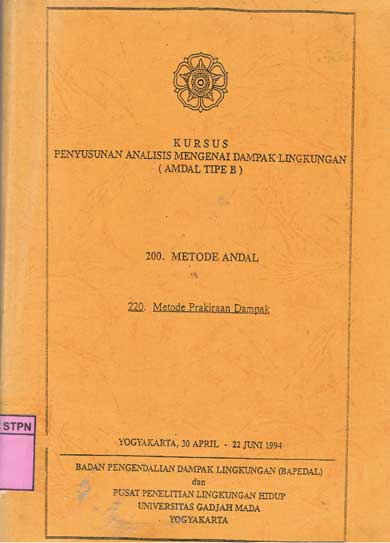 KURSUS
PENYUSUNAN ANALISIS MENGENAI DAMPAK LINGKUNGAN
( AMDAL TIPE B )
200. METODE ANDAL
220. Metode Prakiraan Dampak
STPN
YOGYAKARTA, 30 APRIL - 22 JUNI 1994
BADAN PENGENDALIAN DAMPAK LINGKUNGAN (BAPEDAL)
dan
PUSAT PENELITIAN LINGKUNGAN HIDUP
UNIVERSITAS GADJAH MADA
YOGYAKARTA